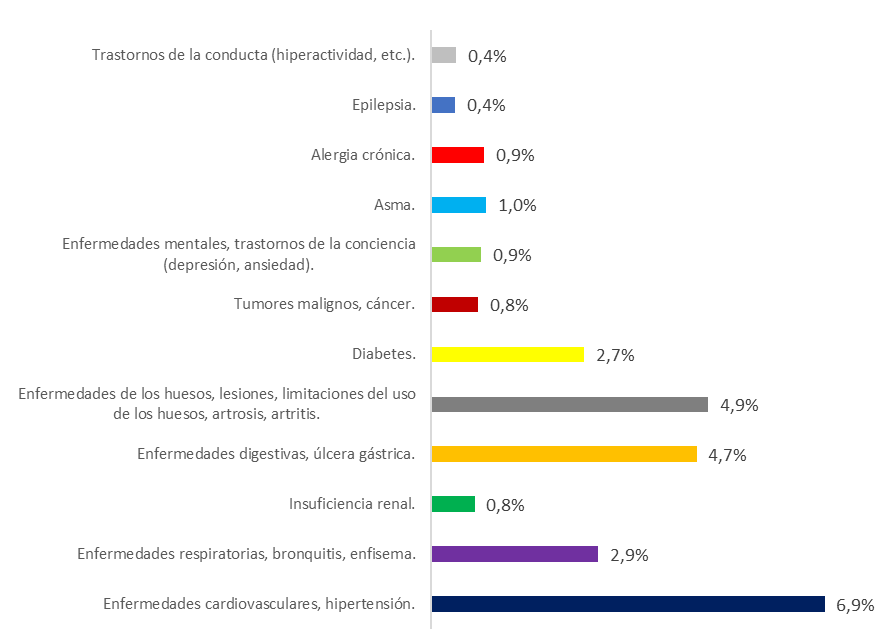 Trastornos de la conducta (hiperactividad, etc.).
0,4%
Epilepsia.
0,4%
Alergia crónica.
0,9%
Asma.
1,0%
Enfermedades mentales, trastornos de la conciencia
(depresión, ansiedad).
0,9%
Tumores malignos, cáncer.
0,8%
Diabetes.
2,7%
Enfermedades de los huesos, lesiones, limitaciones del uso
de los huesos, artrosis, artritis.
4,9%
Enfermedades digestivas, úlcera gástrica.
4,7%
Insuficiencia renal.
0,8%
Enfermedades respiratorias, bronquitis, enfisema.
2,9%
Enfermedades cardiovasculares, hipertensión.
6,9%